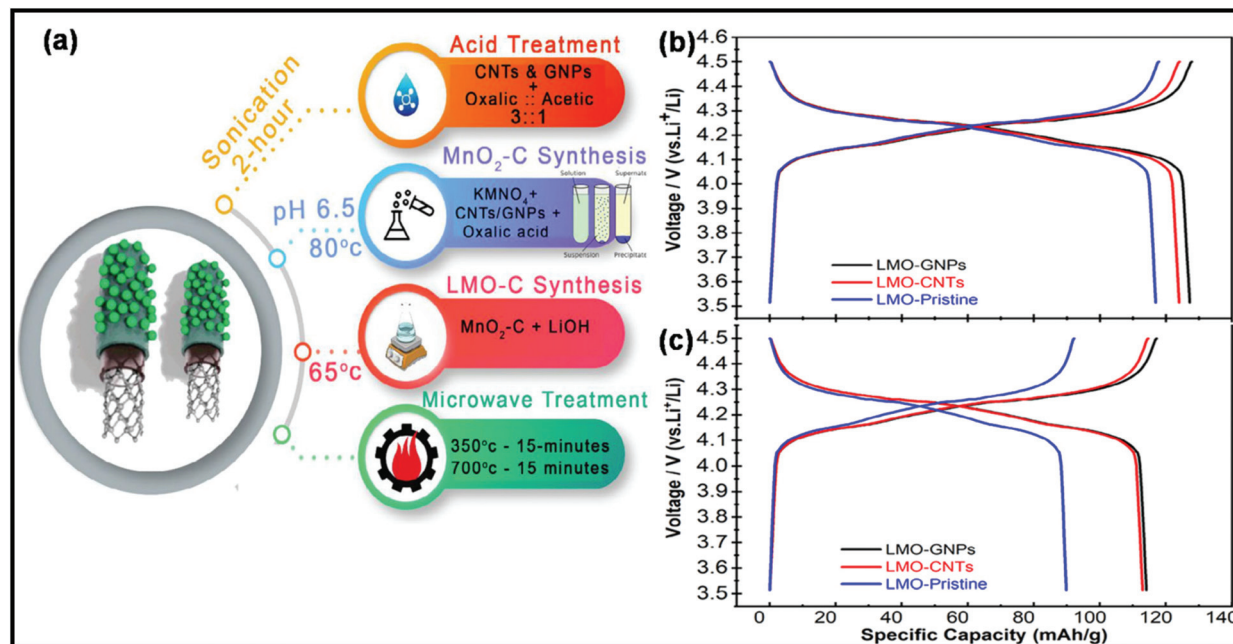 (a)
Sonication
2-hour
Acid Treatment
CNTs & GNPs
+
Oxalic :: Acetic
3::1
pH 6.5
80°c
MnO₂-C Synthesis
KMNO₄+
CNTs/GNPs +
Oxalic acid
Solution
Supernate
Suspension
Precipitate
65°c
LMO-C Synthesis
MnO₂-C + LiOH
Microwave Treatment
350°c - 15-minutes
700°c - 15 minutes
(b)
Voltage / V (vs.Li⁺/Li)
4.6
4.5
4.4
4.3
4.2
4.1
4.0
3.9
3.8
3.7
3.6
3.5
LMO-GNPs
LMO-CNTs
LMO-Pristine
(c)
Voltage / V (vs.Li⁺/Li)
4.5
4.4
4.3
4.2
4.1
4.0
3.9
3.8
3.7
3.6
3.5
LMO-GNPs
LMO-CNTs
LMO-Pristine
0 20 40 60 80 100 120 140
Specific Capacity (mAh/g)